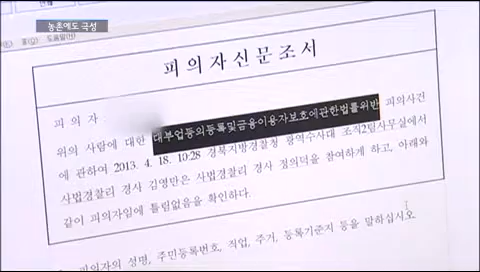 농촌에도 극성
도움말(H)
피 의 자 신 문 조 서
피 의 자 :
위의 사람에 대한 대부업등의등록및금융이용자보호에관한법률위반 피의사건
에 관하여 2013. 4. 18. 10:28 경북지방경찰청 광역수사대 조직2팀사무실에서
사법경찰리 경사 김영만은 사법경찰리 경사 정의덕을 참여하게 하고, 아래와
같이 피의자임에 틀림없음을 확인하다.
피의자의 성명, 주민등록번호, 직업, 주거, 등록기준지 등을 말하십시오